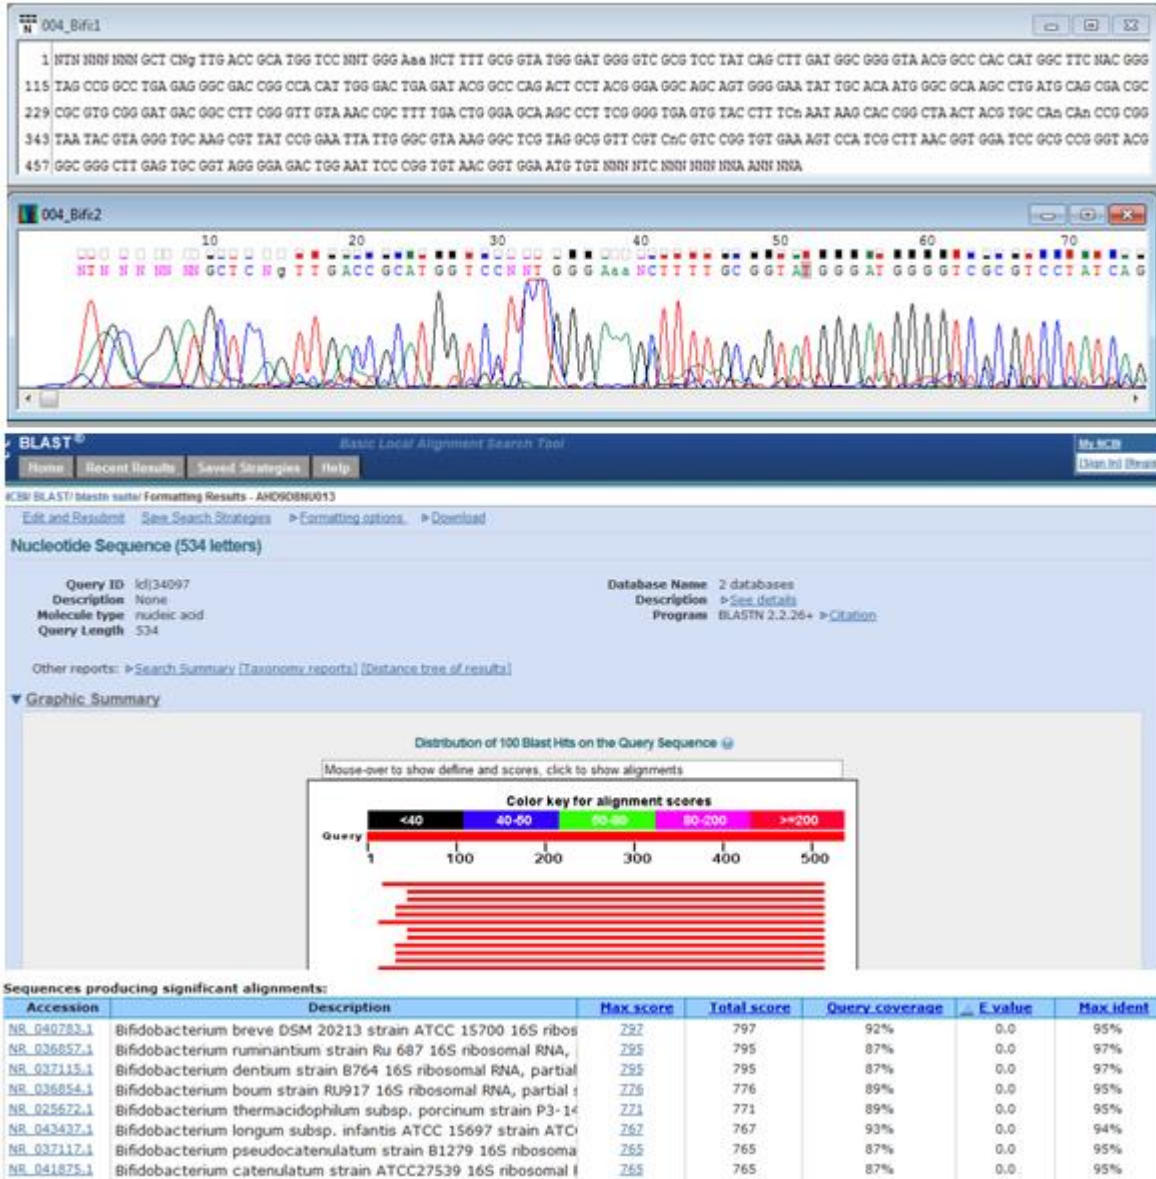 004_Bific1
1 NTN NNN NNN GCT CNg TTG ACC GCA TGG TCC NNT GGG Aaa NCT TTT GCG GTA TGG GAT GGG GTC GCG TCC TAT CAG CTT GAT GGC GGG GTA ACG GCC CAC CAT GGC TTC NAC GGG
115 TAG CCG GCC TGA GAG GGC GAC CGG CCA CAT TGG GAC TGA GAT ACG GCC CAG ACT CCT ACG GGA GGC AGC AGT GGG GAA TAT TGC ACA ATG GGC GCA AGC CTG ATG CAG CGA CGC
229 CGC GTG CGG GAT GAC GGC CTT CGG GTT GTA AAC CGC TTT TGA CTG GGA GCA AGC CCT TCG GGG TGA GTG TAC CTT TCn AAT AAG CAC CGG CTA ACT ACG TGC CAn CAn CCG CGG
343 TAA TAC GTA GGG TGC AAG CGT TAT CCG GAA TTA TTG GGC GTA AAG GGC TCG TAG GCG GTT CGT CnC GTC CGG TGT GAA AGT CCA TCG CTT AAC GGT GGA TCC GCG CCG GGT ACG
457 GGC GGG CTT GAG TGC GGT AGG GGA GAC TGG AAT TCC CGG TGT AAC GGT GGA ATG TGT NNN NTC NNN NNN NNA ANN NNA
004_Bific2
10 20 30 40 50 60 70
NTN N N NN NGCTC N g T TGACC GCATGGTCC NNT GGGA aa NCTTTTGC GGTATGGGATGGGGTCGCGTCCTATCAG
BLAST® Basic Local Alignment Search Tool My NCBI
Home Recent Results Saved Strategies Help [Sign In]
NCBI/ BLAST/ blastn suite/ Formatting Results - AHD9D8NU013
Edit and Resubmit Save Search Strategies Formatting options Download
Nucleotide Sequence (534 letters)
Query ID lcl|34097 Database Name 2 databases
Description None Description See details
Molecule type nucleic acid Program BLASTN 2.2.26+ Citation
Query Length 534
Other reports: Search Summary [Taxonomy reports] [Distance tree of results]
Graphic Summary
Distribution of 100 Blast Hits on the Query Sequence
Mouse-over to show define and scores, click to show alignments
Color key for alignment scores
<40 40-50 50-80 80-200 >=200
Query
1 100 200 300 400 500
Sequences producing significant alignments:
Accession Description Max score Total score Query coverage E value Max ident
NR_040783.1 Bifidobacterium breve DSM 20213 strain ATCC 15700 16S ribos 797 797 92% 0.0 95%
NR_036857.1 Bifidobacterium ruminantium strain Ru 687 16S ribosomal RNA, 795 795 87% 0.0 97%
NR_037115.1 Bifidobacterium dentium strain B764 16S ribosomal RNA, partial 795 795 87% 0.0 97%
NR_036854.1 Bifidobacterium boum strain RU917 16S ribosomal RNA, partial s 776 776 89% 0.0 95%
NR_025672.1 Bifidobacterium thermacidophilum subsp. porcinum strain P3-14 771 771 89% 0.0 95%
NR_043437.1 Bifidobacterium longum subsp. infantis ATCC 15697 strain ATC 767 767 93% 0.0 94%
NR_037117.1 Bifidobacterium pseudocatenulatum strain B1279 16S ribosoma 765 765 87% 0.0 95%
NR_041875.1 Bifidobacterium catenulatum strain ATCC27539 16S ribosomal 765 765 87% 0.0 95%